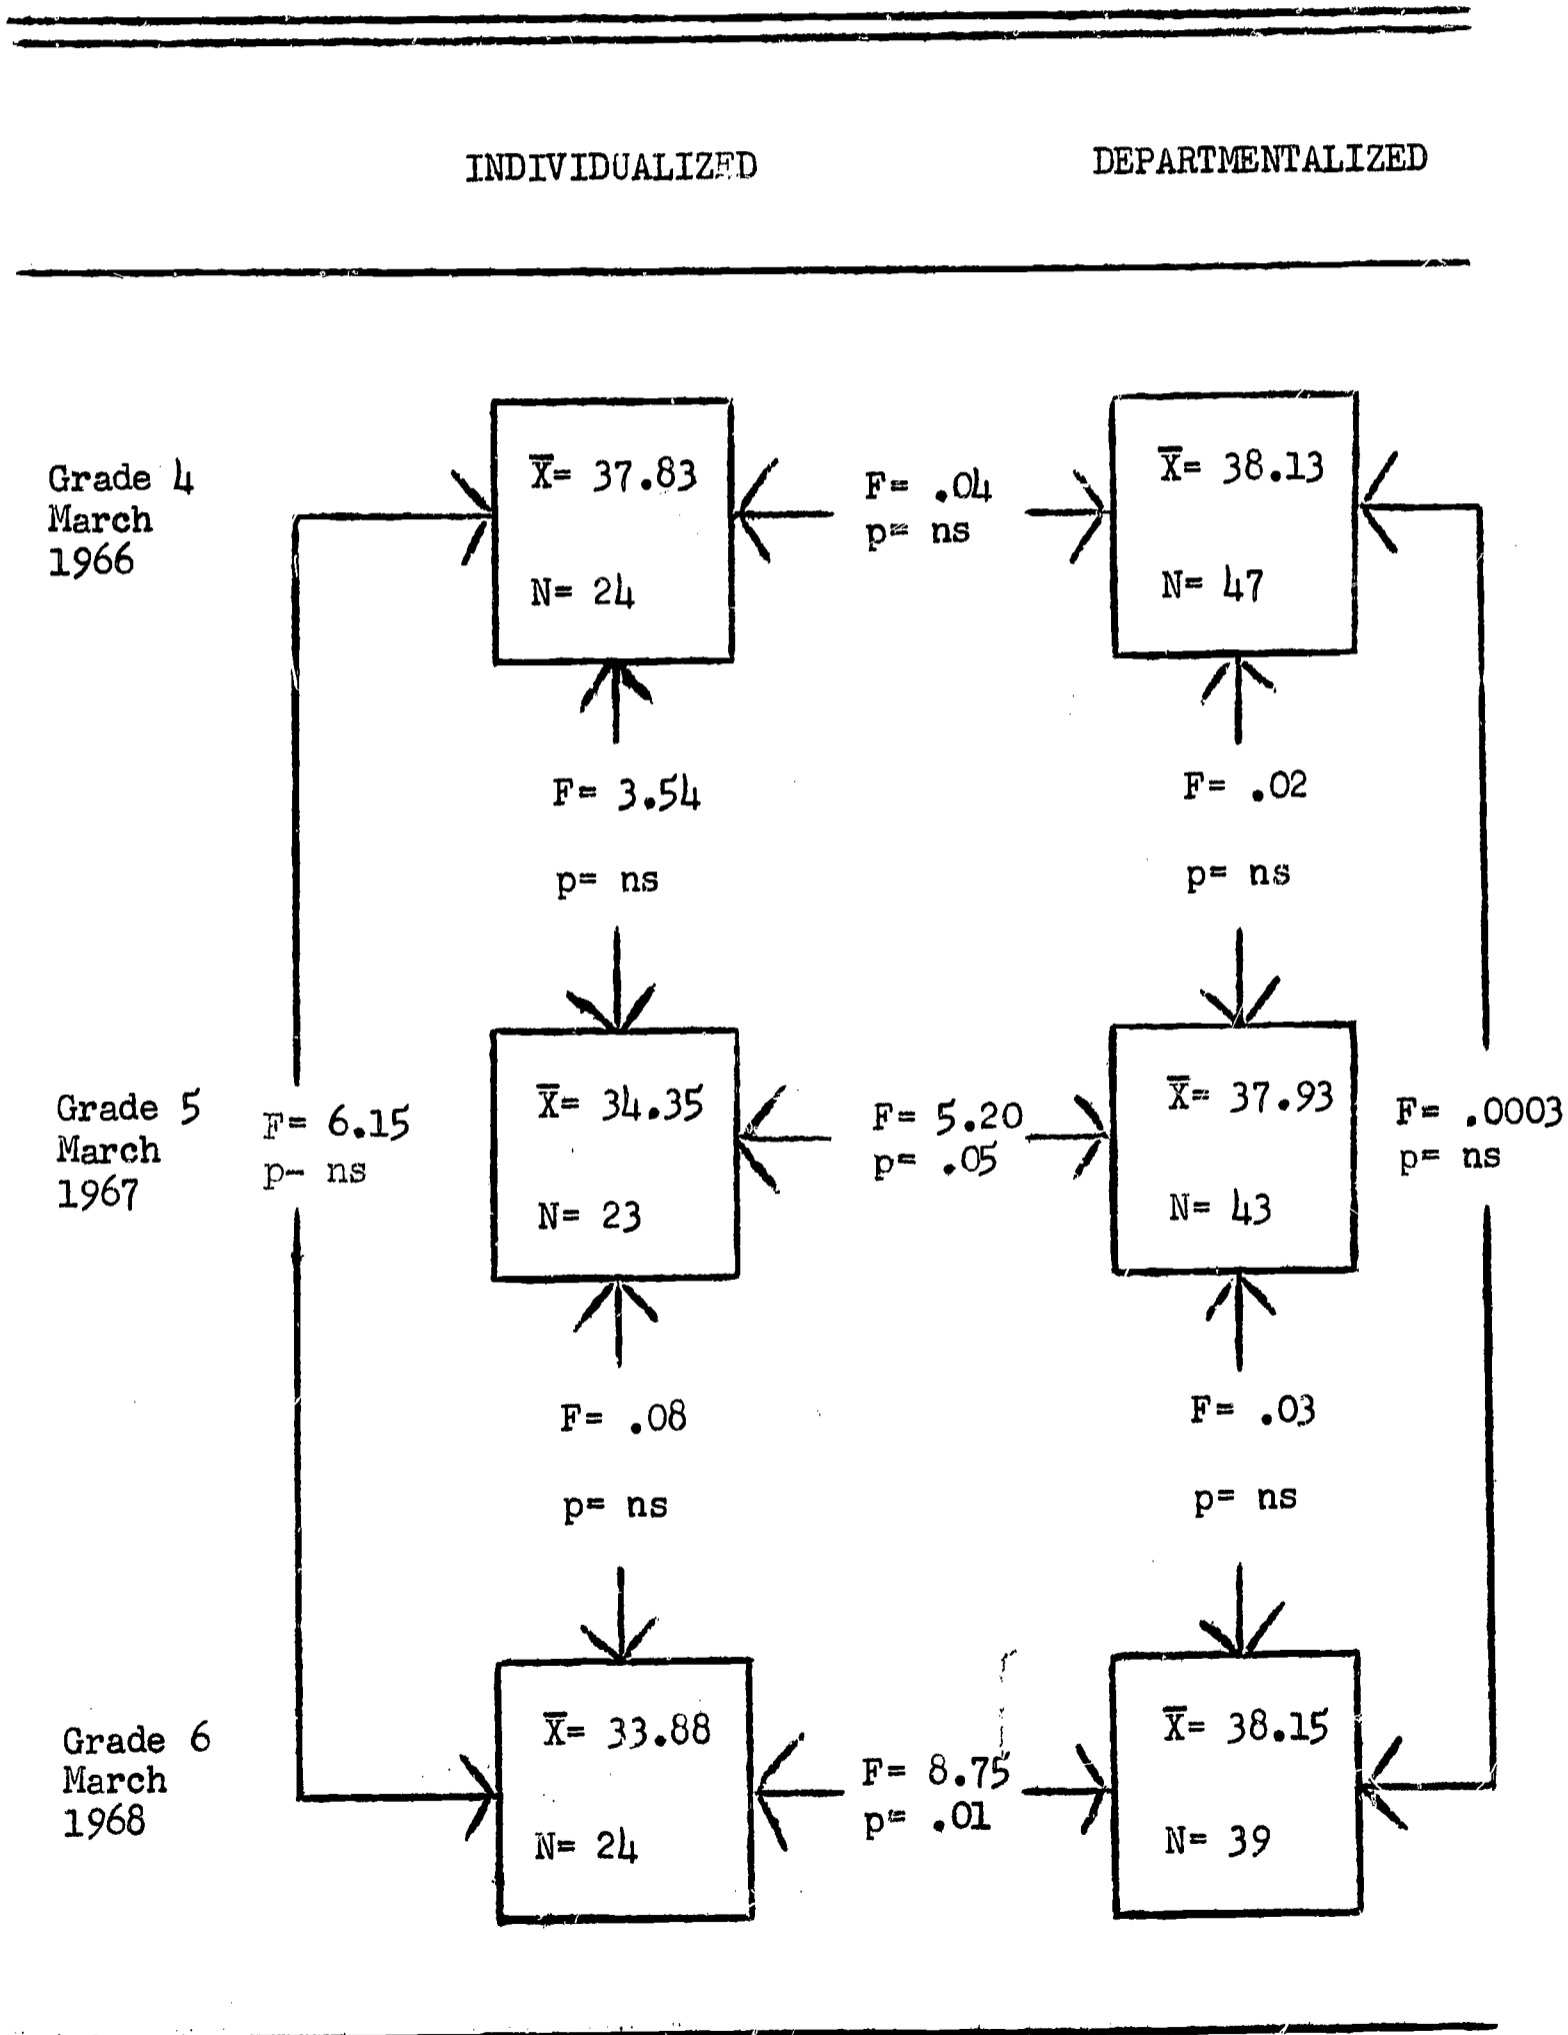 INDIVIDUALIZED DEPARTMENTALIZED
Grade 4
March
1966
X̅= 37.83
N= 24
F= .04
p= ns
X̅= 38.13
N= 47
F= 3.54
p= ns
F= .02
p= ns
Grade 5
March
1967
F= 6.15
p- ns
X̅= 34.35
N= 23
F= 5.20
p= .05
X̅= 37.93
N= 43
F= .0003
p= ns
F= .08
p= ns
F= .03
p= ns
Grade 6
March
1968
X̅= 33.88
N= 24
F= 8.75
p= .01
X̅= 38.15
N= 39